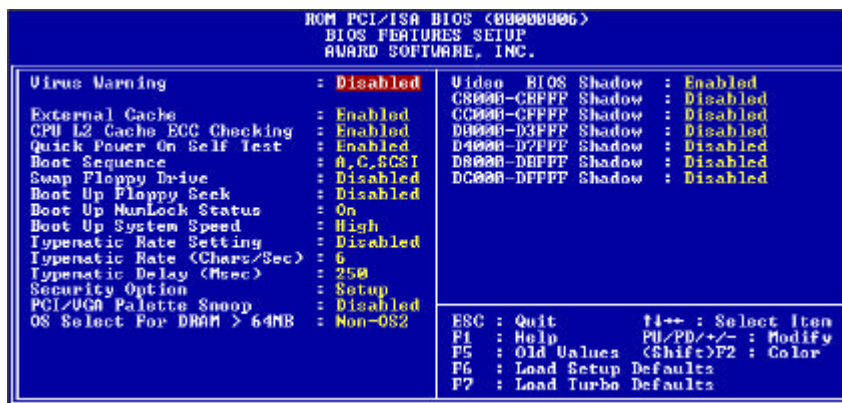 ROM PCI/ISA BIOS (00000006)
BIOS FEATURES SETUP
AWARD SOFTWARE, INC.
Virus Warning : Disabled
External Cache : Enabled
CPU L2 Cache ECC Checking : Enabled
Quick Power On Self Test : Enabled
Boot Sequence : A,C,SCSI
Swap Floppy Drive : Disabled
Boot Up Floppy Seek : Disabled
Boot Up NumLock Status : On
Boot Up System Speed : High
Typematic Rate Setting : Disabled
Typematic Rate (Chars/Sec) : 6
Typematic Delay (Msec) : 250
Security Option : Setup
PCI/VGA Palette Snoop : Disabled
OS Select For DRAM > 64MB : Non-OS2
Video BIOS Shadow : Enabled
C8000-CBFFF Shadow : Disabled
CC000-CFFFF Shadow : Disabled
D0000-D3FFF Shadow : Disabled
D4000-D7FFF Shadow : Disabled
D8000-DBFFF Shadow : Disabled
DC000-DFFFF Shadow : Disabled
ESC : Quit ↑↓→← : Select Item
F1 : Help PU/PD/+/- : Modify
F5 : Old Values (Shift)F2 : Color
F6 : Load Setup Defaults
F7 : Load Turbo Defaults